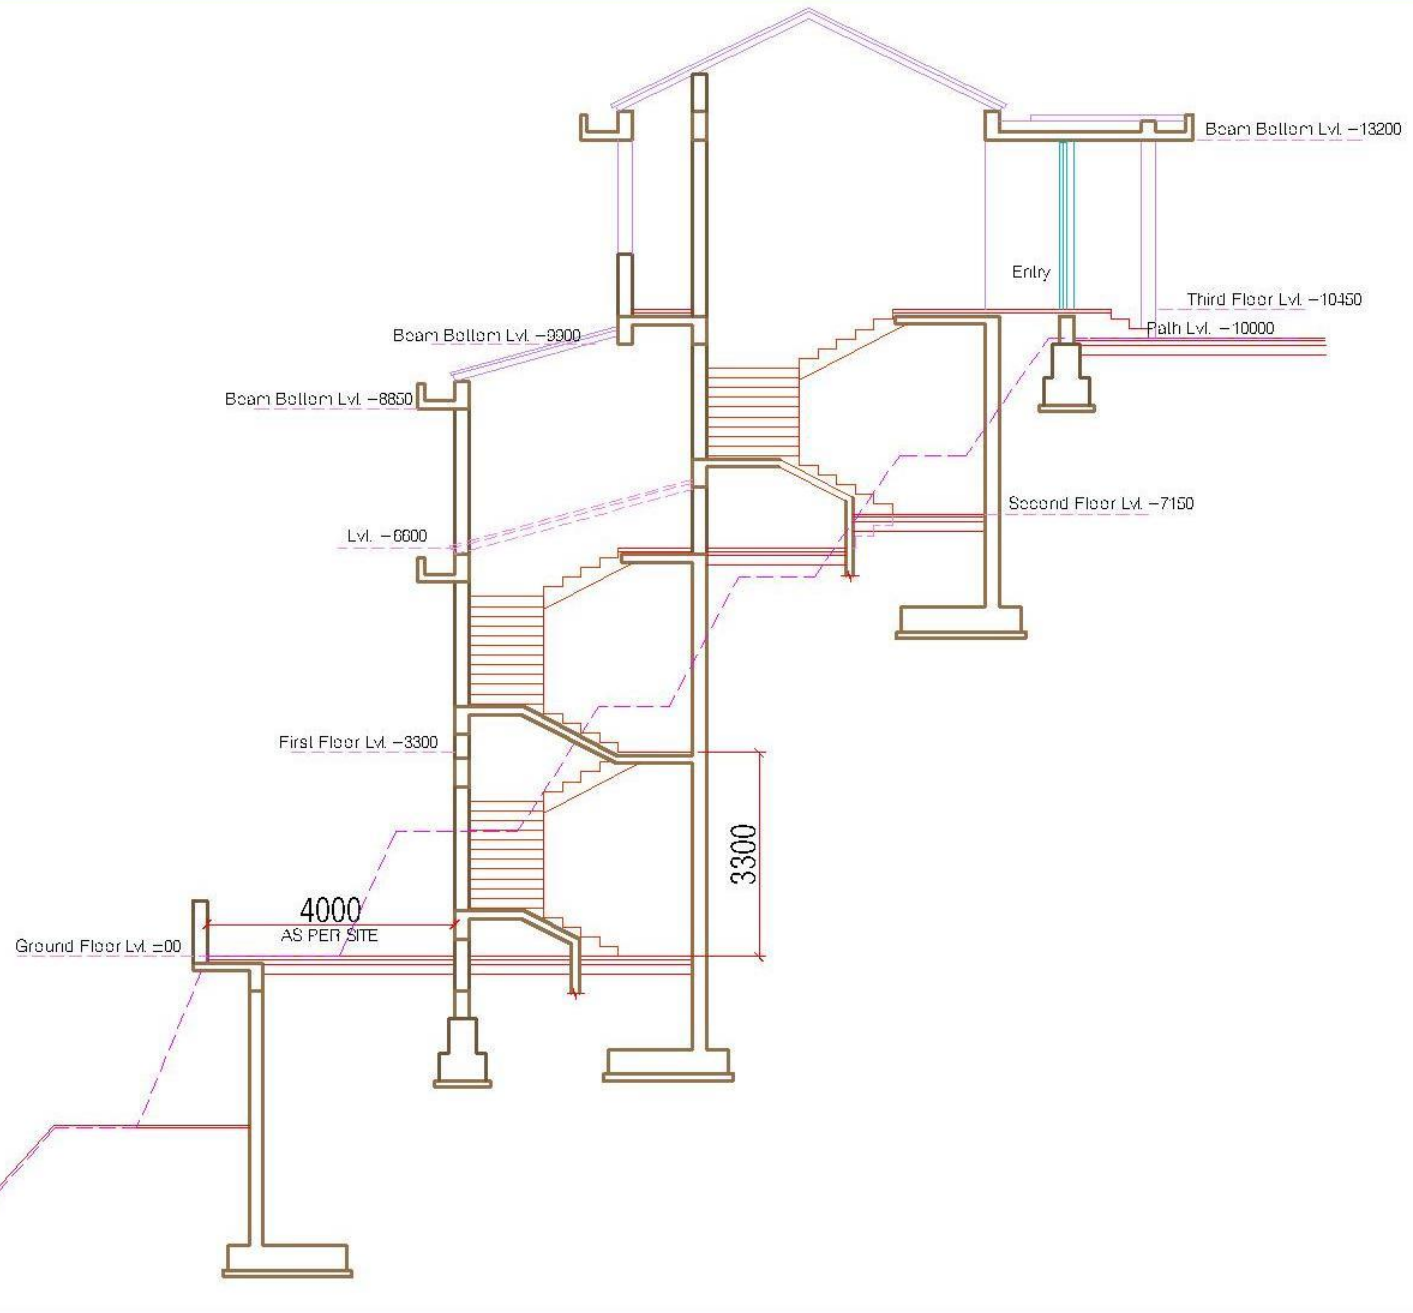 Beam Bottom Lvl. -13200
Entry
Third Floor Lvl. -10450
Path Lvl. -10000
Beam Bottom Lvl. -9900
Beam Bottom Lvl. -8850
Second Floor Lvl. -7150
Lvl. -6600
First Floor Lvl. -3300
3300
4000
AS PER SITE
Ground Floor Lvl. ±00